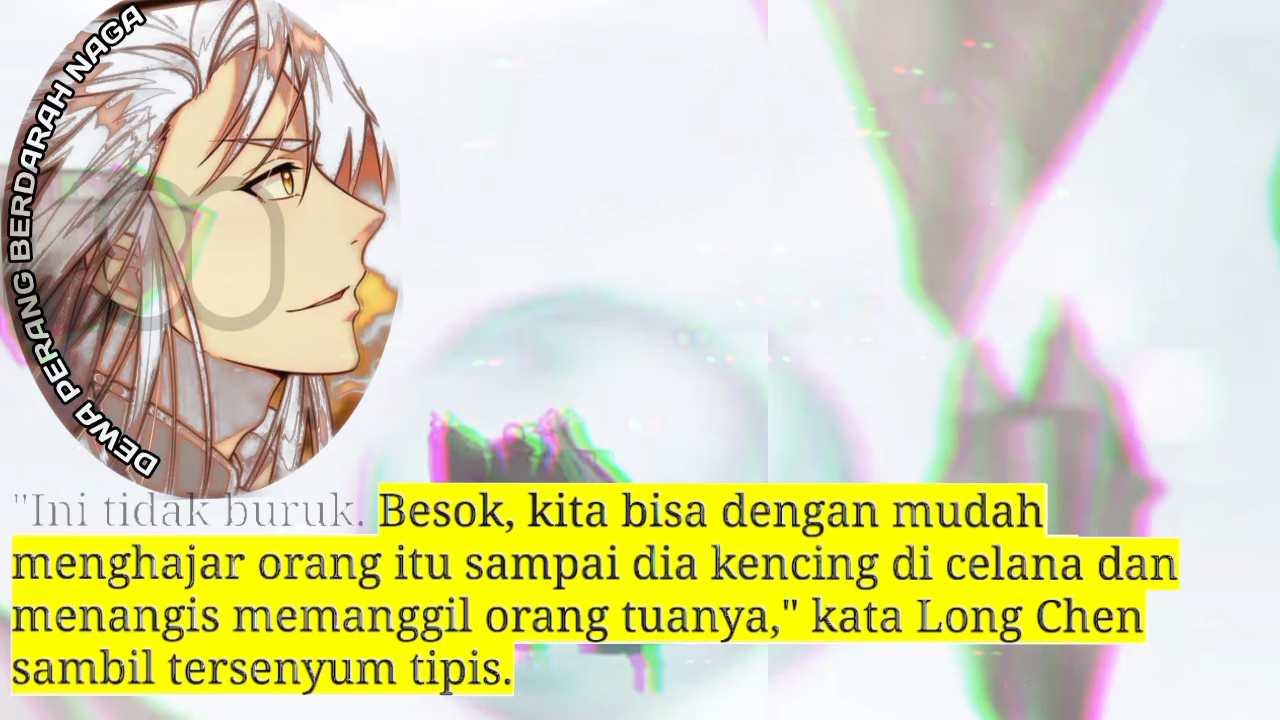 DEWA PERANG BERDARAH NAGA
"Ini tidak buruk. Besok, kita bisa dengan mudah
menghajar orang itu sampai dia kencing di celana dan
menangis memanggil orang tuanya," kata Long Chen
sambil tersenyum tipis.